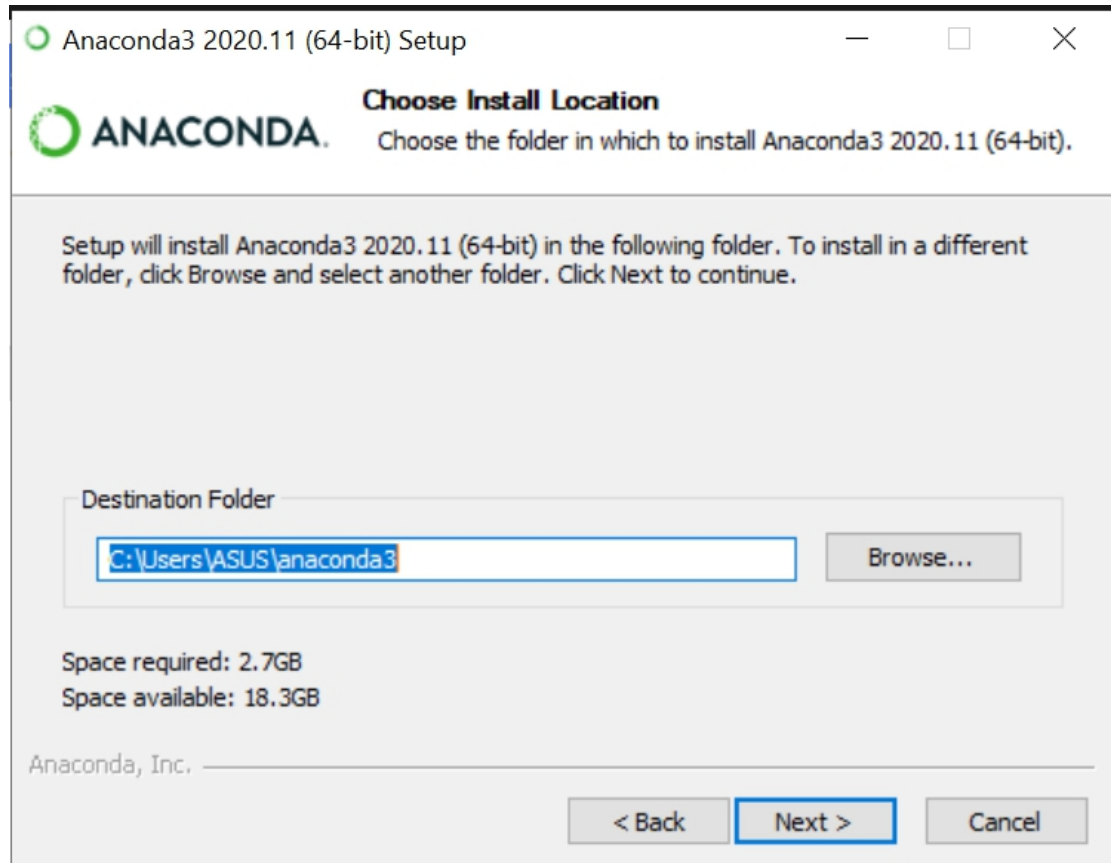 Anaconda3 2020.11 (64-bit) Setup
ANACONDA.
Choose Install Location
Choose the folder in which to install Anaconda3 2020.11 (64-bit).
Setup will install Anaconda3 2020.11 (64-bit) in the following folder. To install in a different
folder, click Browse and select another folder. Click Next to continue.
Destination Folder
C:\Users\ASUS\anaconda3
Browse...
Space required: 2.7GB
Space available: 18.3GB
Anaconda, Inc.
< Back
Next >
Cancel